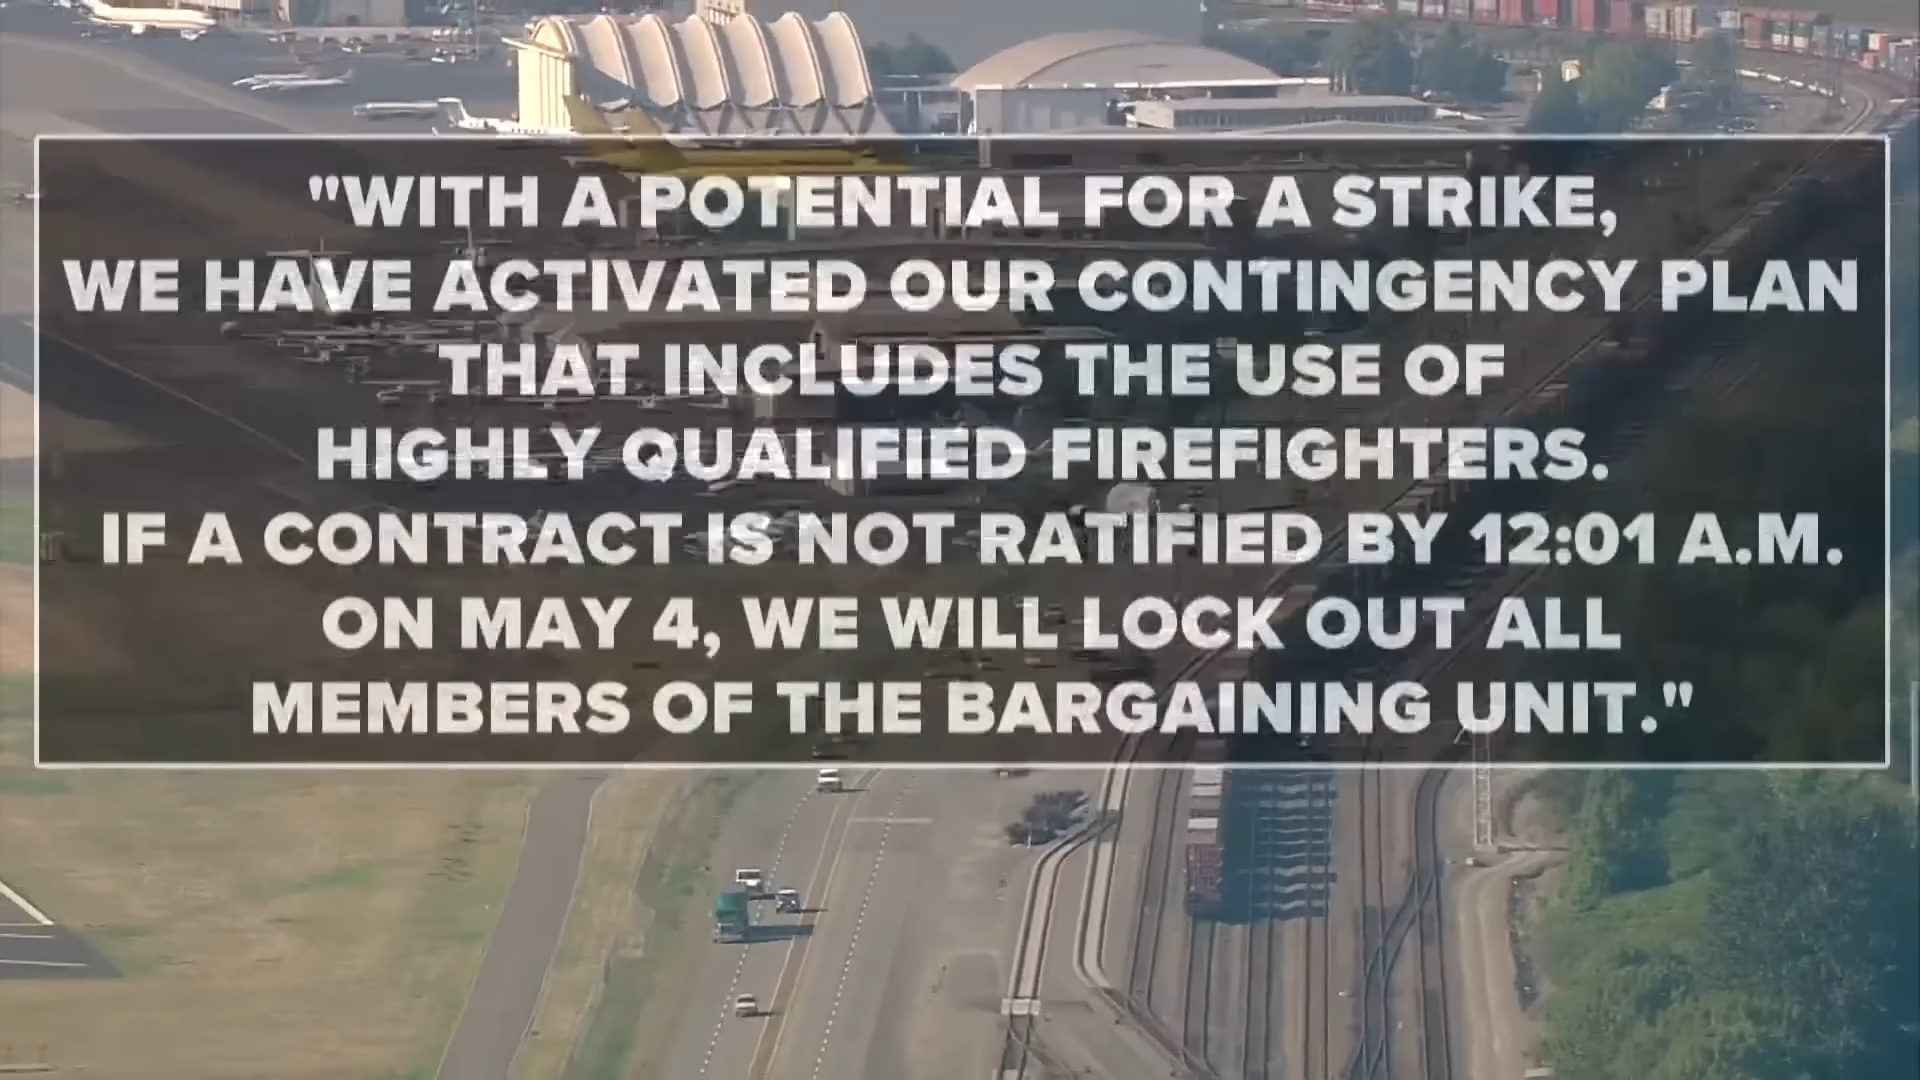 "WITH A POTENTIAL FOR A STRIKE,
WE HAVE ACTIVATED OUR CONTINGENCY PLAN
THAT INCLUDES THE USE OF
HIGHLY QUALIFIED FIREFIGHTERS.
IF A CONTRACT IS NOT RATIFIED BY 12:01 A.M.
ON MAY 4, WE WILL LOCK OUT ALL
MEMBERS OF THE BARGAINING UNIT."